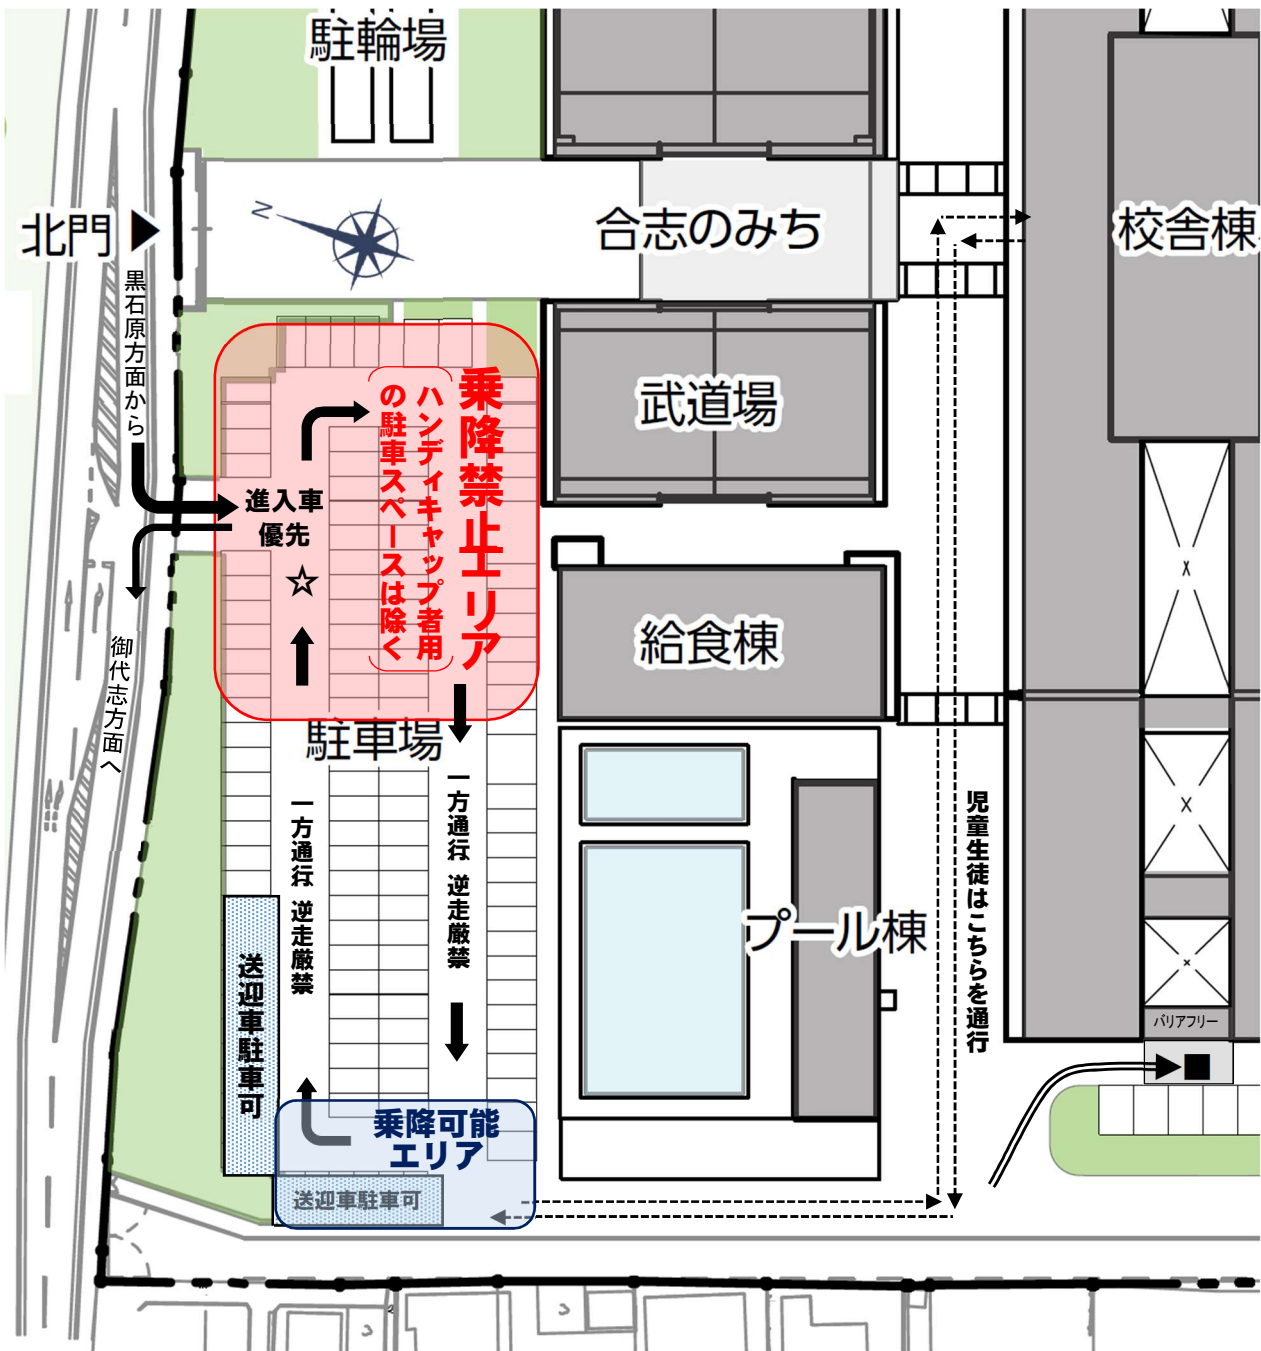 駐輪場
N
北門
合志のみち
校舎棟
黒石原方面から
乗降禁止エリア
ハンディキャップ者用
の駐車スペースは除く
武道場
進入車
優先
☆
給食棟
御代志方面へ
駐車場
一方通行 逆走厳禁
一方通行 逆走厳禁
児童生徒はこちらを通行
プール棟
送迎車駐車可
バリアフリー
乗降可能
エリア
送迎車駐車可